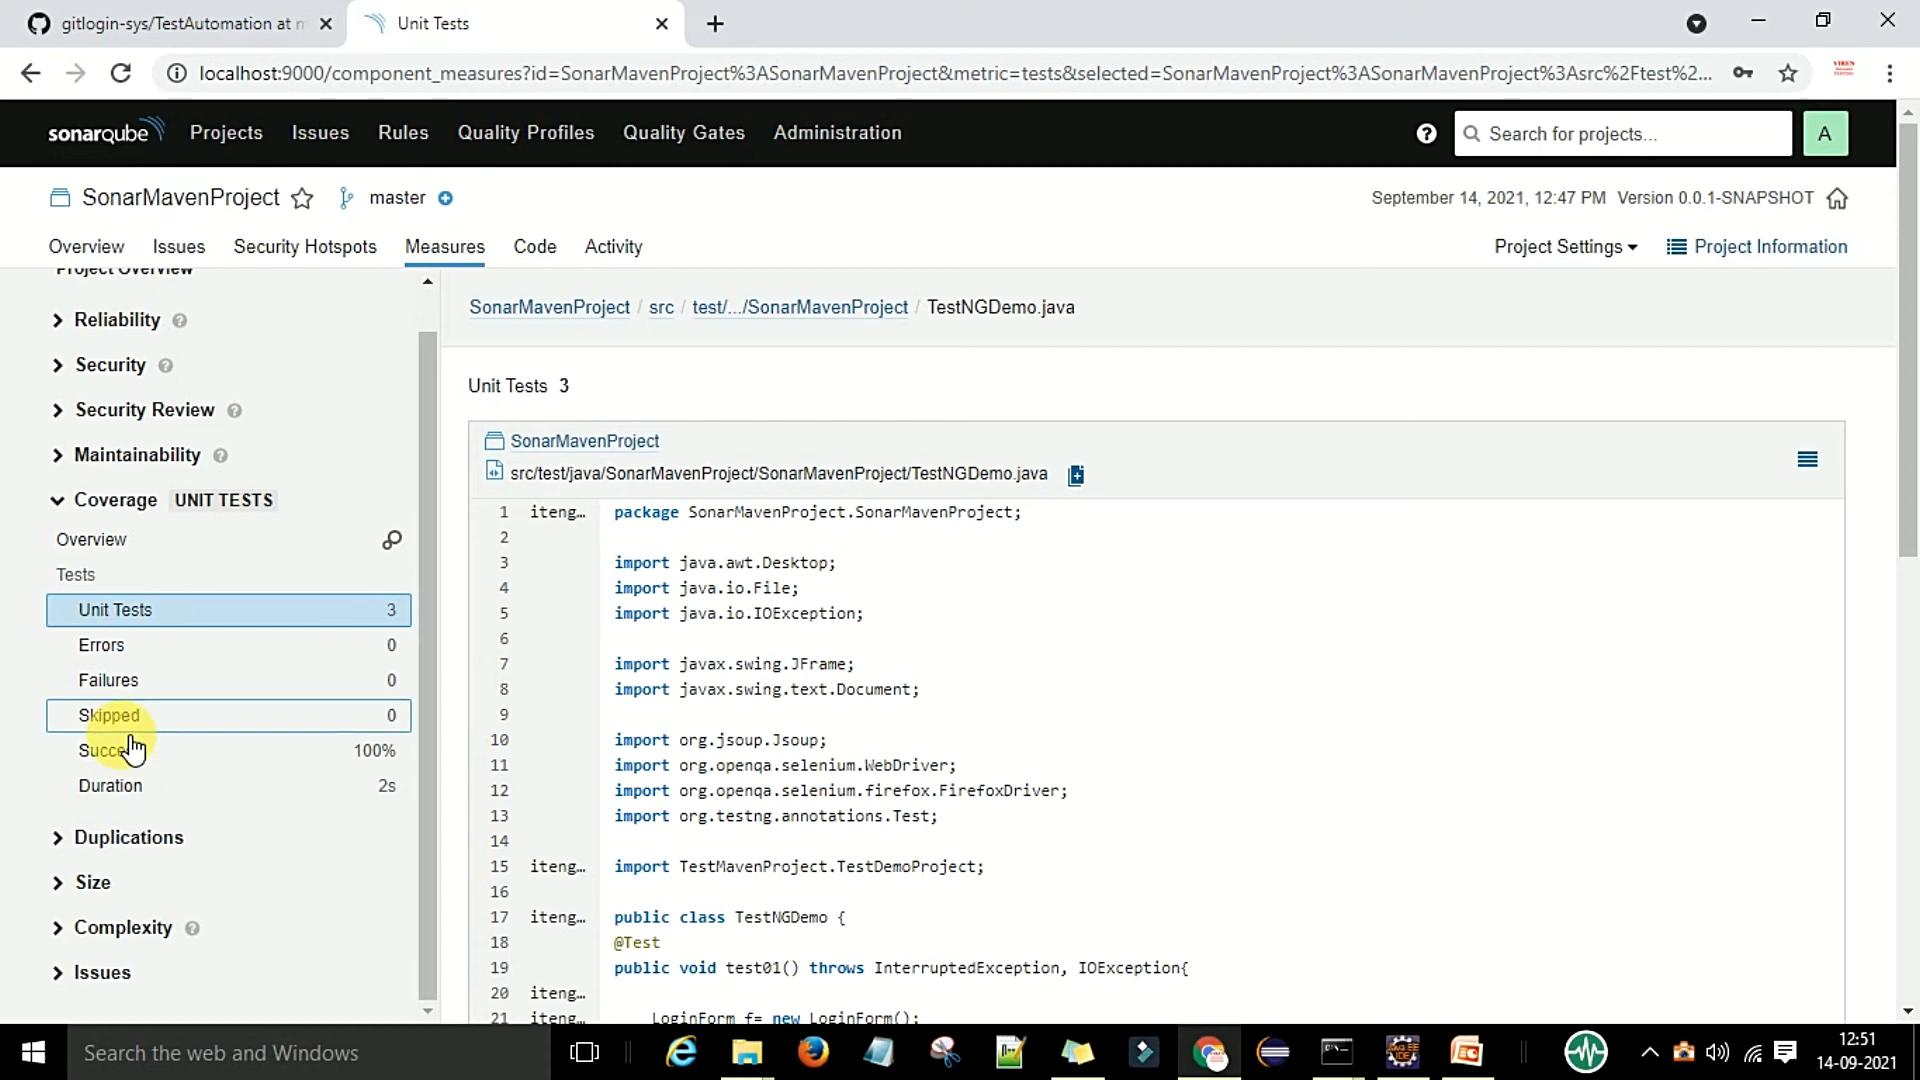 gitlogin-sys/TestAutomation at m
Unit Tests
localhost:9000/component_measures?id=SonarMavenProject%3ASonarMavenProject&metric=tests&selected=SonarMavenProject%3ASonarMavenProject%3Asrc%2Ftest%2...
sonarqube Projects Issues Rules Quality Profiles Quality Gates Administration
Search for projects...
A
SonarMavenProject master
September 14, 2021, 12:47 PM Version 0.0.1-SNAPSHOT
Overview Issues Security Hotspots Measures Code Activity
Project Settings Project Information
Project Overview
Reliability
Security
Security Review
Maintainability
Coverage UNIT TESTS
Overview
Tests
Unit Tests 3
Errors 0
Failures 0
Skipped 0
Success 100%
Duration 2s
Duplications
Size
Complexity
Issues
SonarMavenProject / src / test/.../SonarMavenProject / TestNGDemo.java
Unit Tests 3
SonarMavenProject
src/test/java/SonarMavenProject/SonarMavenProject/TestNGDemo.java
1 iteng… package SonarMavenProject.SonarMavenProject;
2
3 import java.awt.Desktop;
4 import java.io.File;
5 import java.io.IOException;
6
7 import javax.swing.JFrame;
8 import javax.swing.text.Document;
9
10 import org.jsoup.Jsoup;
11 import org.openqa.selenium.WebDriver;
12 import org.openqa.selenium.firefox.FirefoxDriver;
13 import org.testng.annotations.Test;
14
15 iteng… import TestMavenProject.TestDemoProject;
16
17 iteng… public class TestNGDemo {
18 @Test
19 public void test01() throws InterruptedException, IOException{
20 iteng…
21 iteng… LoginForm f= new LoginForm();
Search the web and Windows
12:51
14-09-2021